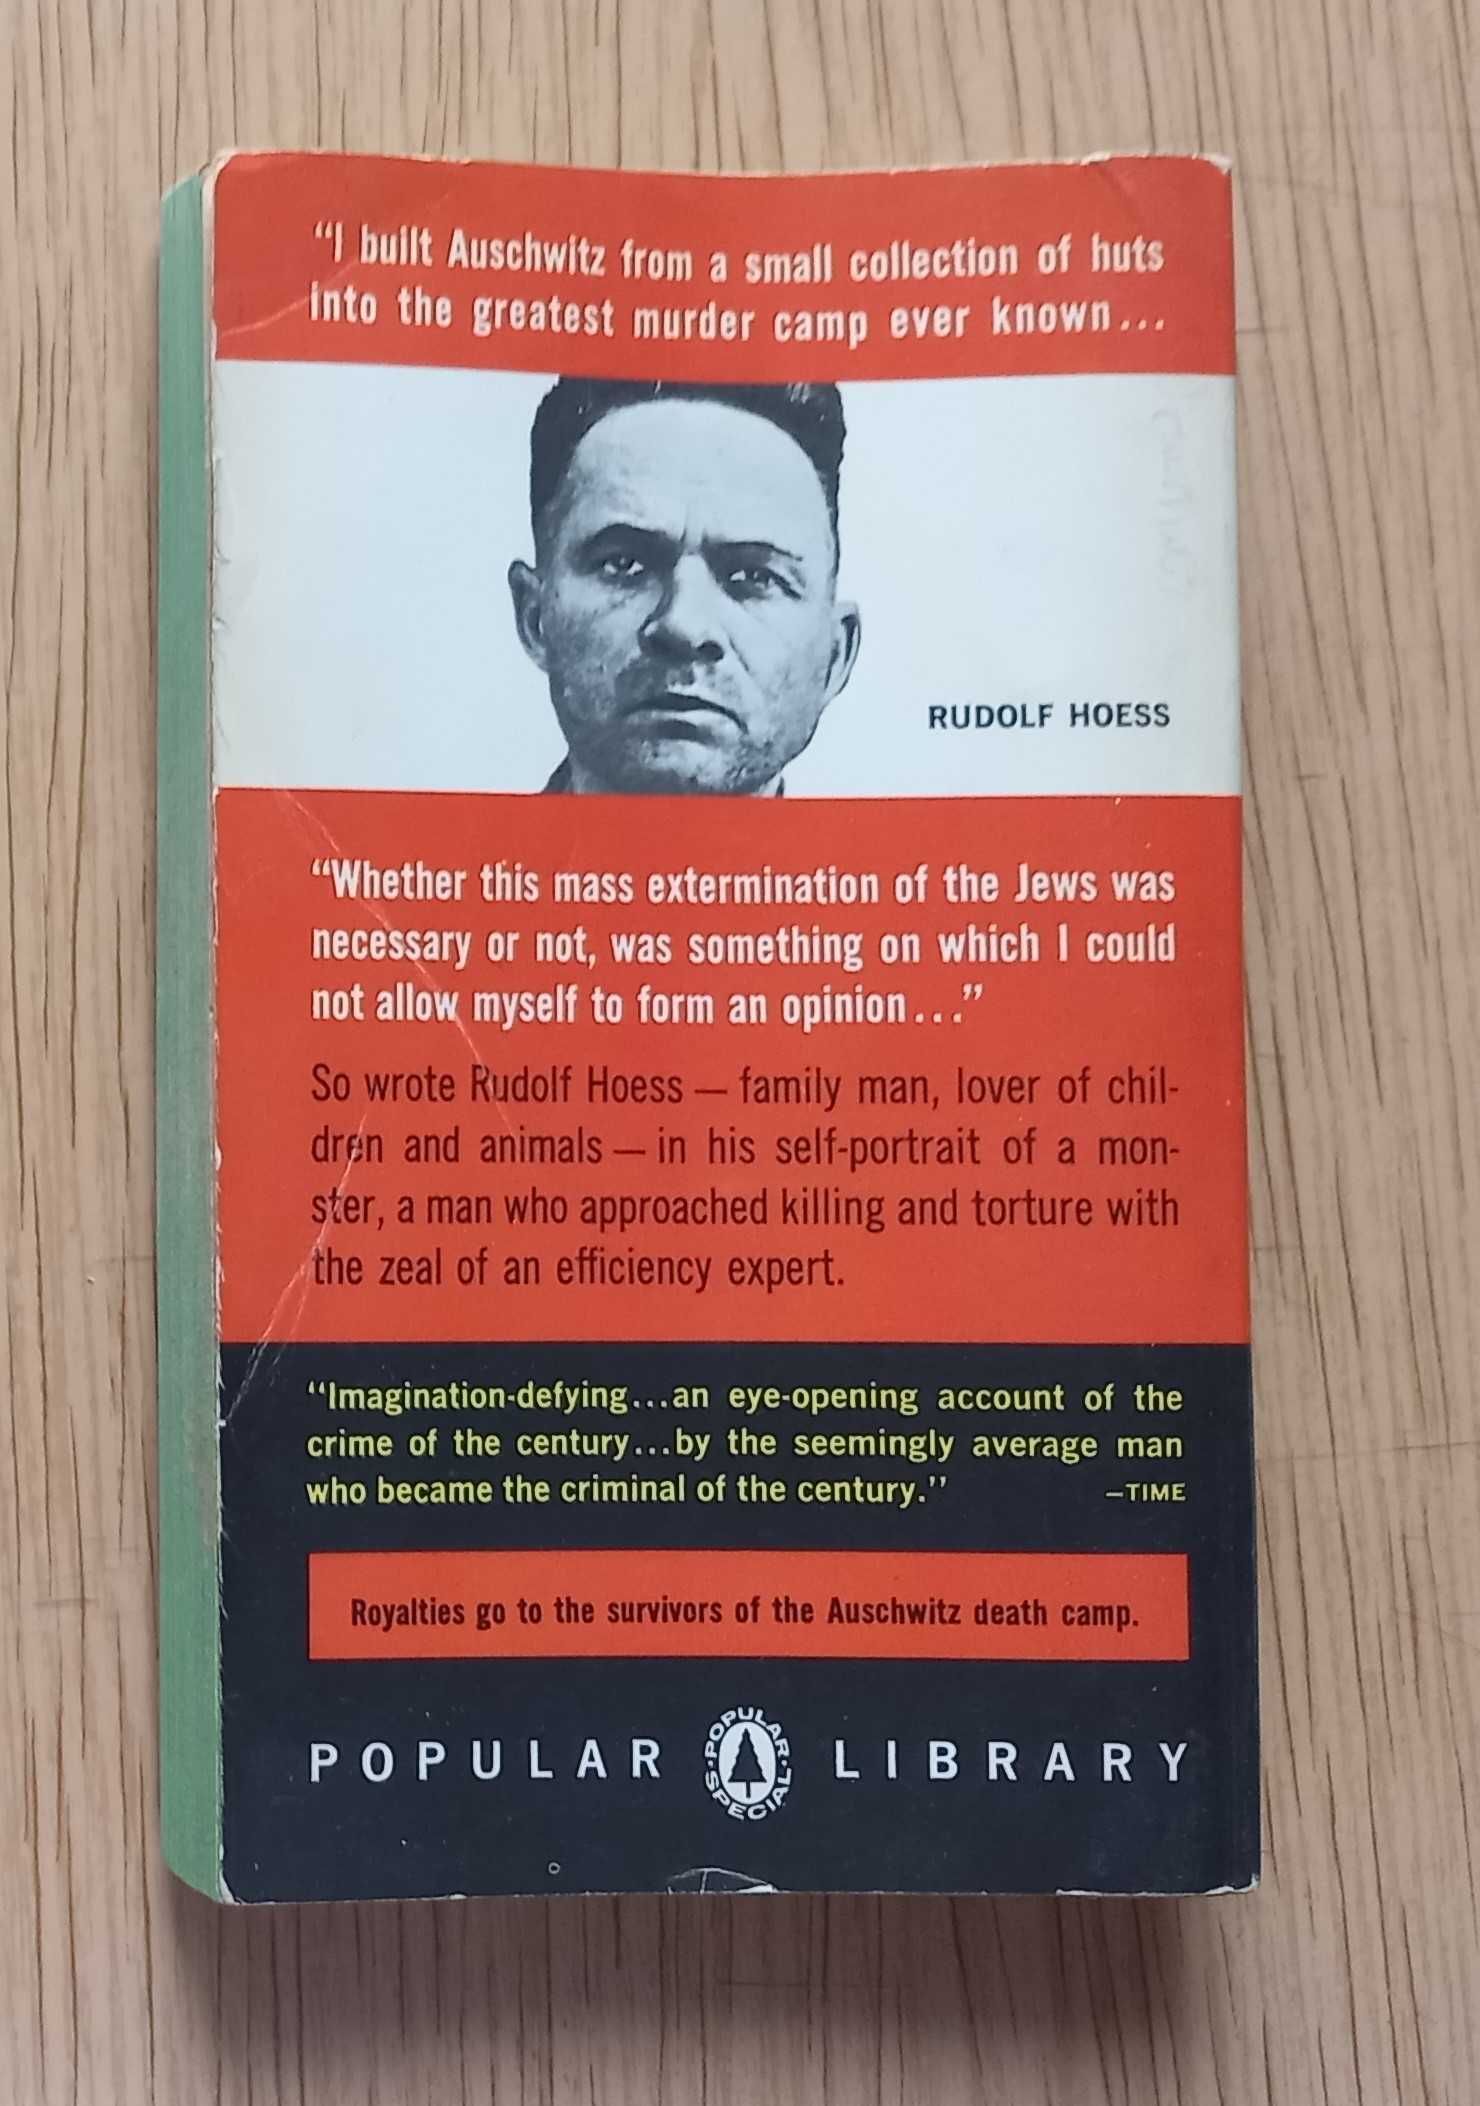 “I built Auschwitz from a small collection of huts
into the greatest murder camp ever known...
RUDOLF HOESS
“Whether this mass extermination of the Jews was
necessary or not, was something on which I could
not allow myself to form an opinion...”
So wrote Rudolf Hoess — family man, lover of chil-
dren and animals — in his self-portrait of a mon-
ster, a man who approached killing and torture with
the zeal of an efficiency expert.
“Imagination-defying...an eye-opening account of the
crime of the century...by the seemingly average man
who became the criminal of the century.” —TIME
Royalties go to the survivors of the Auschwitz death camp.
POPULAR POPULAR SPECIAL LIBRARY